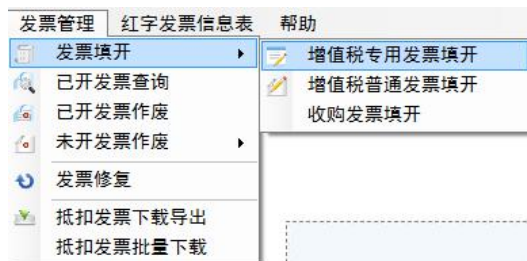 发票管理 红字发票信息表 帮助
发票填开
已开发票查询
已开发票作废
未开发票作废
发票修复
抵扣发票下载导出
抵扣发票批量下载
增值税专用发票填开
增值税普通发票填开
收购发票填开